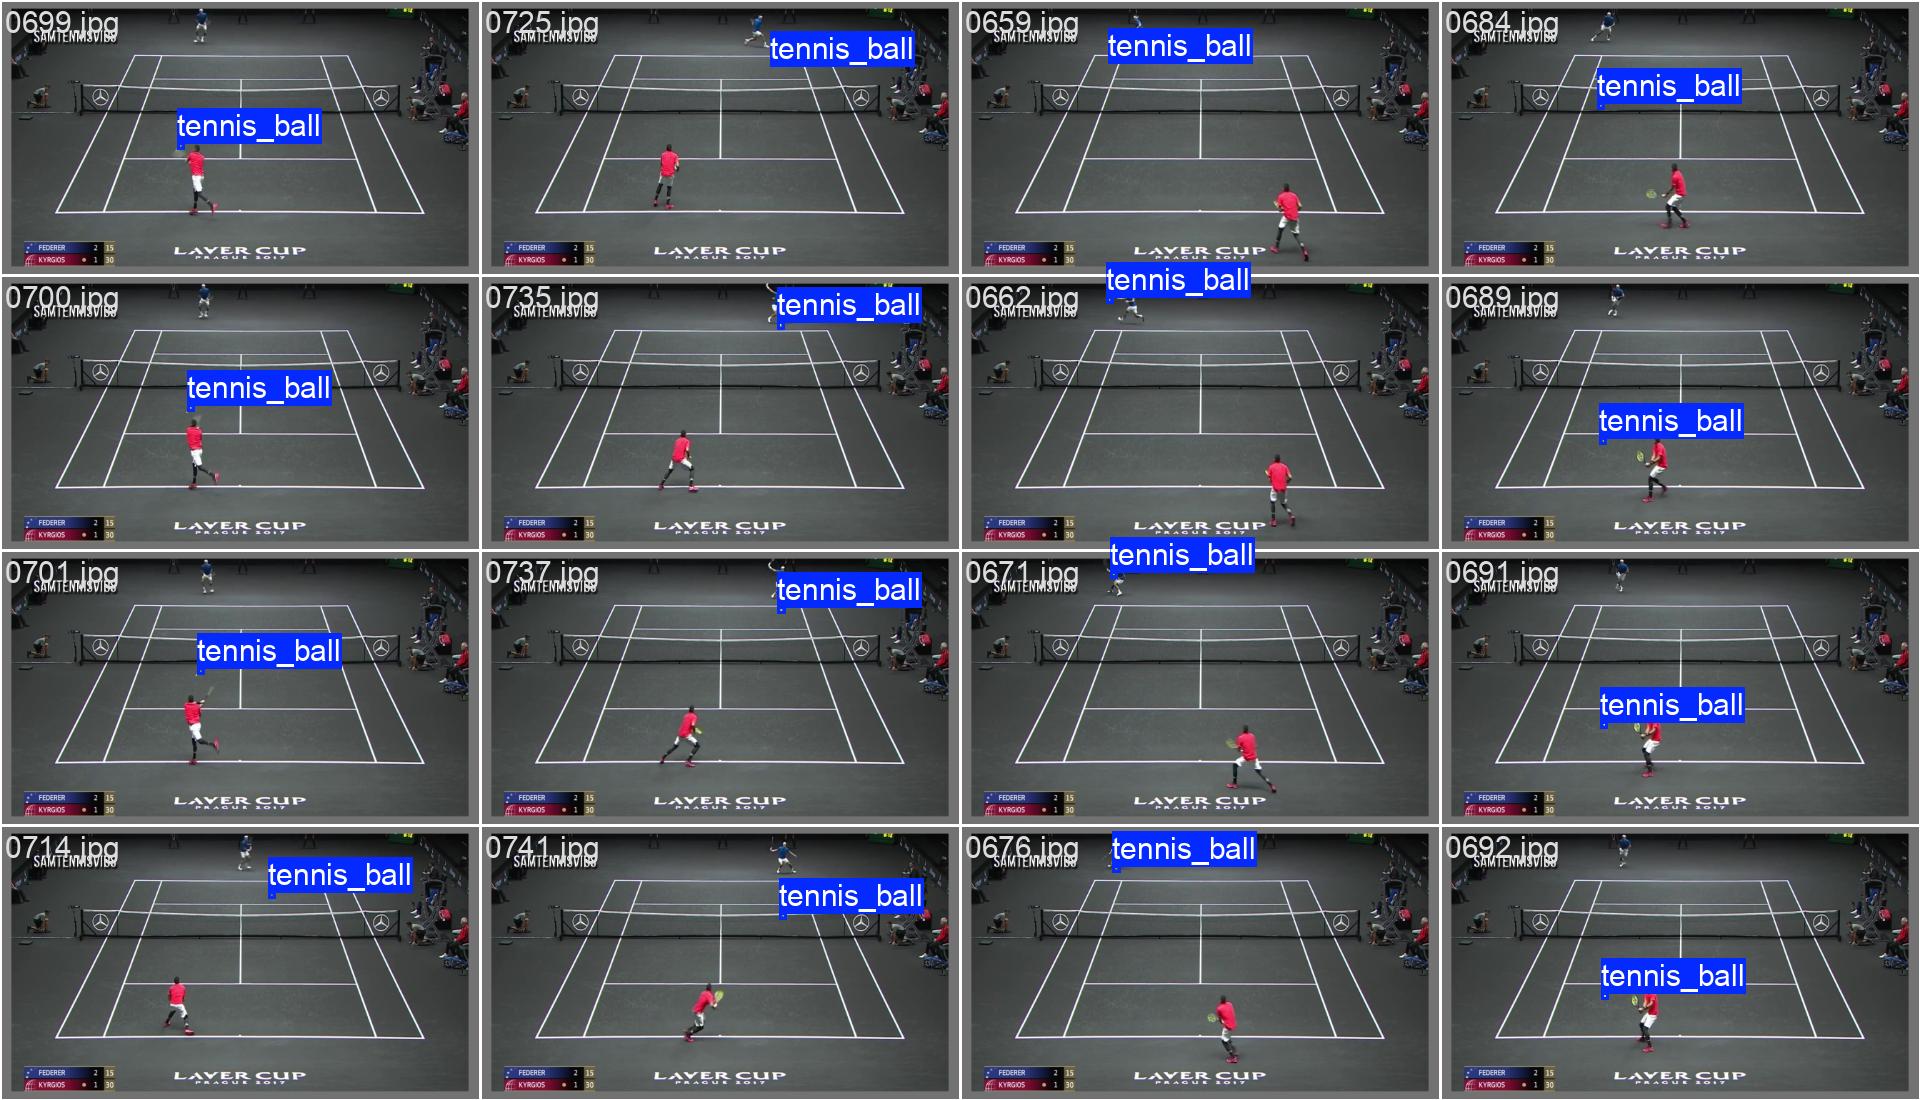 0699.jpg
SAMTENNISVIDS
tennis_ball
FEDERER 2 15
KYRGIOS 1 30
LAVER CUP
PRAGUE 2017
0725.jpg
SAMTENNISVIDS
tennis_ball
FEDERER 2 15
KYRGIOS 1 30
LAVER CUP
PRAGUE 2017
0659.jpg
SAMTENNISVIDS
tennis_ball
FEDERER 2 15
KYRGIOS 1 30
LAVER CUP
PRAGUE 2017
0684.jpg
SAMTENNISVIDS
tennis_ball
FEDERER 2 15
KYRGIOS 1 30
LAVER CUP
PRAGUE 2017
0700.jpg
SAMTENNISVIDS
tennis_ball
FEDERER 2 15
KYRGIOS 1 30
LAVER CUP
PRAGUE 2017
0735.jpg
SAMTENNISVIDS
tennis_ball
FEDERER 2 15
KYRGIOS 1 30
LAVER CUP
PRAGUE 2017
tennis_ball
0662.jpg
SAMTENNISVIDS
FEDERER 2 15
KYRGIOS 1 30
LAVER CUP
PRAGUE 2017
0689.jpg
SAMTENNISVIDS
tennis_ball
FEDERER 2 15
KYRGIOS 1 30
LAVER CUP
PRAGUE 2017
0701.jpg
SAMTENNISVIDS
tennis_ball
FEDERER 2 15
KYRGIOS 1 30
LAVER CUP
PRAGUE 2017
0737.jpg
SAMTENNISVIDS
tennis_ball
FEDERER 2 15
KYRGIOS 1 30
LAVER CUP
PRAGUE 2017
tennis_ball
0671.jpg
SAMTENNISVIDS
FEDERER 2 15
KYRGIOS 1 30
LAVER CUP
PRAGUE 2017
0691.jpg
SAMTENNISVIDS
tennis_ball
FEDERER 2 15
KYRGIOS 1 30
LAVER CUP
PRAGUE 2017
0714.jpg
SAMTENNISVIDS
tennis_ball
FEDERER 2 15
KYRGIOS 1 30
LAVER CUP
PRAGUE 2017
0741.jpg
SAMTENNISVIDS
tennis_ball
FEDERER 2 15
KYRGIOS 1 30
LAVER CUP
PRAGUE 2017
0676.jpg
SAMTENNISVIDS
tennis_ball
FEDERER 2 15
KYRGIOS 1 30
LAVER CUP
PRAGUE 2017
0692.jpg
SAMTENNISVIDS
tennis_ball
FEDERER 2 15
KYRGIOS 1 30
LAVER CUP
PRAGUE 2017